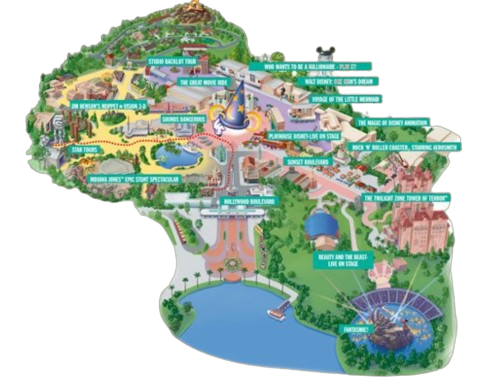 STUDIO BACKLOT TOUR
WHO WANTS TO BE A MILLIONAIRE - PLAY IT!
THE GREAT MOVIE RIDE
WALT DISNEY: ONE MAN'S DREAM
VOYAGE OF THE LITTLE MERMAID
JIM HENSON'S MUPPET ★ VISION 3-D
SOUNDS DANGEROUS
THE MAGIC OF DISNEY ANIMATION
PLAYHOUSE DISNEY-LIVE ON STAGE
ROCK 'N' ROLLER COASTER, STARRING AEROSMITH
STAR TOURS
SUNSET BOULEVARD
INDIANA JONES™ EPIC STUNT SPECTACULAR
THE TWILIGHT ZONE TOWER OF TERROR™
HOLLYWOOD BOULEVARD
BEAUTY AND THE BEAST-
LIVE ON STAGE
FANTASMIC!